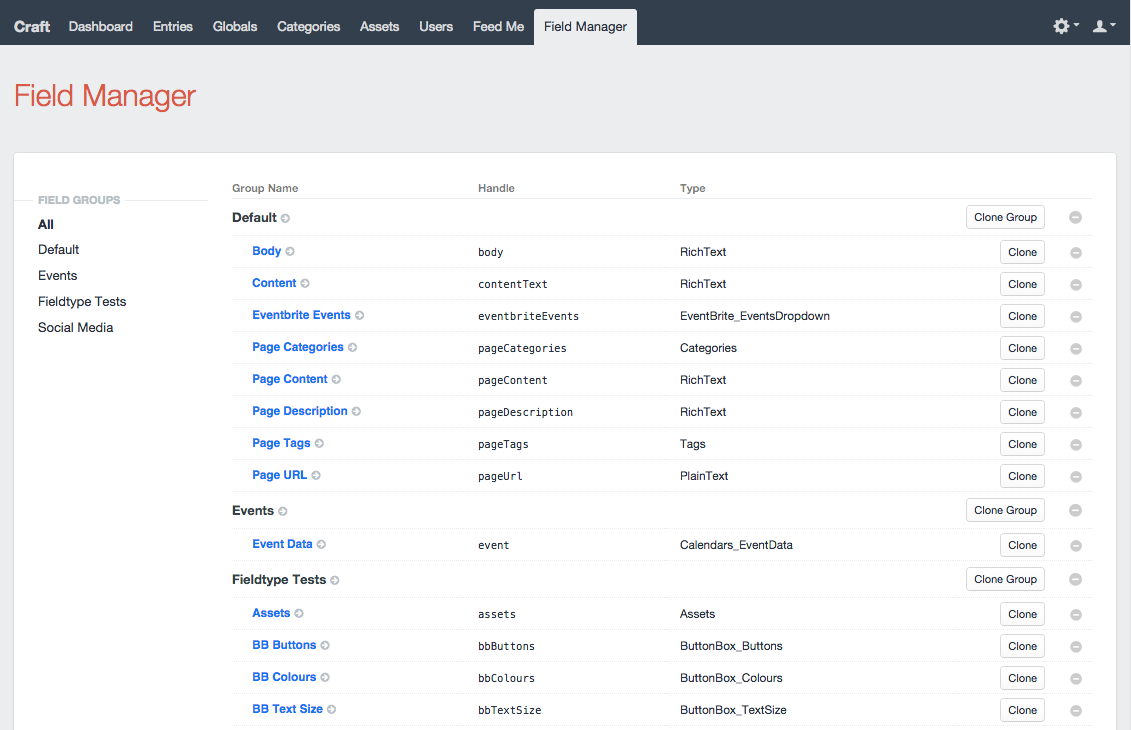 Craft Dashboard Entries Globals Categories Assets Users Feed Me Field Manager
Field Manager
FIELD GROUPS
All
Default
Events
Fieldtype Tests
Social Media
Group Name Handle Type
Default Clone Group
Body body RichText Clone
Content contentText RichText Clone
Eventbrite Events eventbriteEvents EventBrite_EventsDropdown Clone
Page Categories pageCategories Categories Clone
Page Content pageContent RichText Clone
Page Description pageDescription RichText Clone
Page Tags pageTags Tags Clone
Page URL pageUrl PlainText Clone
Events Clone Group
Event Data event Calendars_EventData Clone
Fieldtype Tests Clone Group
Assets assets Assets Clone
BB Buttons bbButtons ButtonBox_Buttons Clone
BB Colours bbColours ButtonBox_Colours Clone
BB Text Size bbTextSize ButtonBox_TextSize Clone